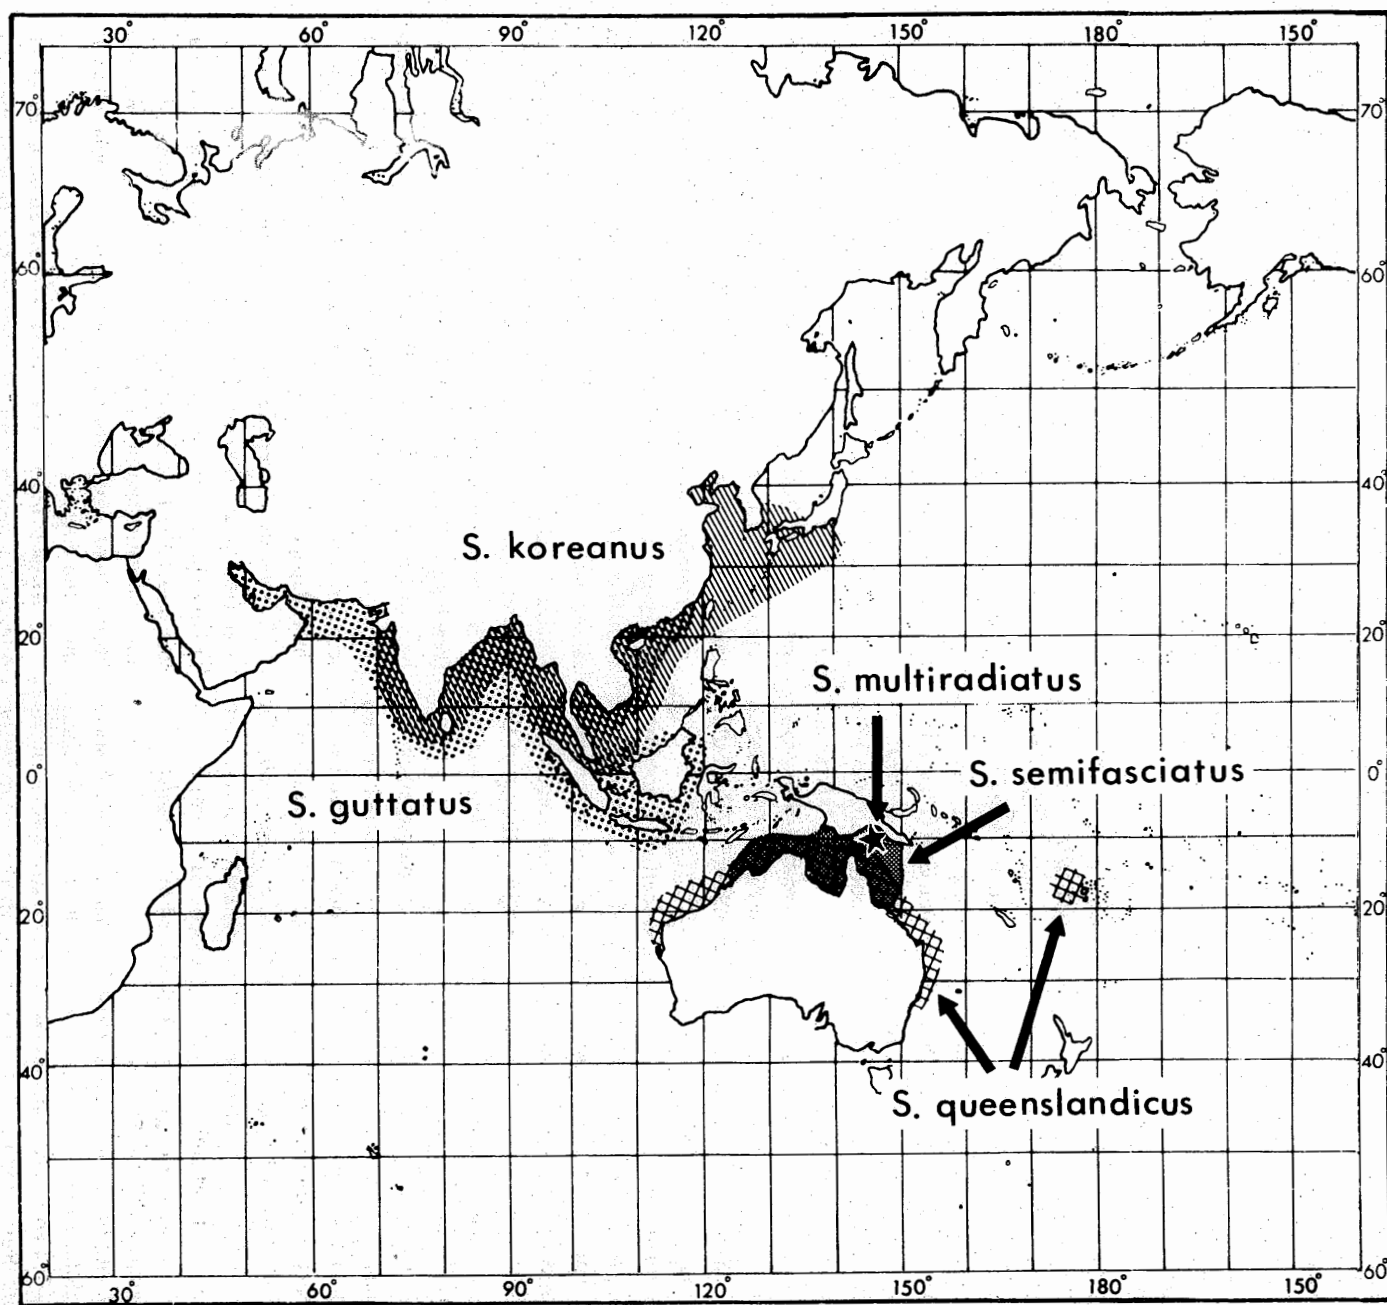 30° 60° 90° 120° 150° 180° 150°
70° 70°
60° 60°
40° 40°
S. koreanus
20° 20°
S. multiradiatus
0° S. semifasciatus 0°
S. guttatus
20° 20°
40° 40°
S. queenslandicus
60° 60°
30° 60° 90° 120° 150° 180° 150°